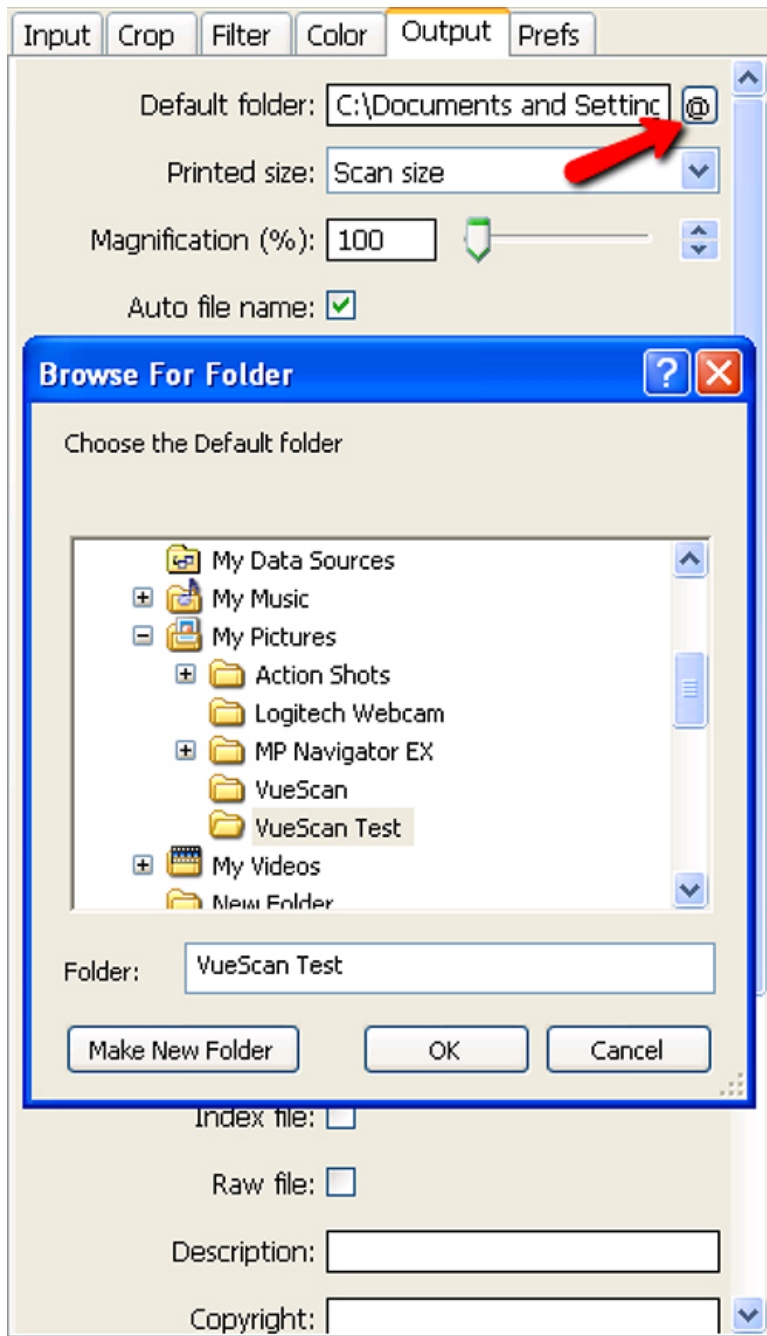 Input Crop Filter Color Output Prefs
Default folder: C:\Documents and Setting @
Printed size: Scan size
Magnification (%): 100
Auto file name:
Browse For Folder ?
Choose the Default folder
My Data Sources
My Music
My Pictures
Action Shots
Logitech Webcam
MP Navigator EX
VueScan
VueScan Test
My Videos
New Folder
Folder: VueScan Test
Make New Folder OK Cancel
Index file:
Raw file:
Description:
Copyright: